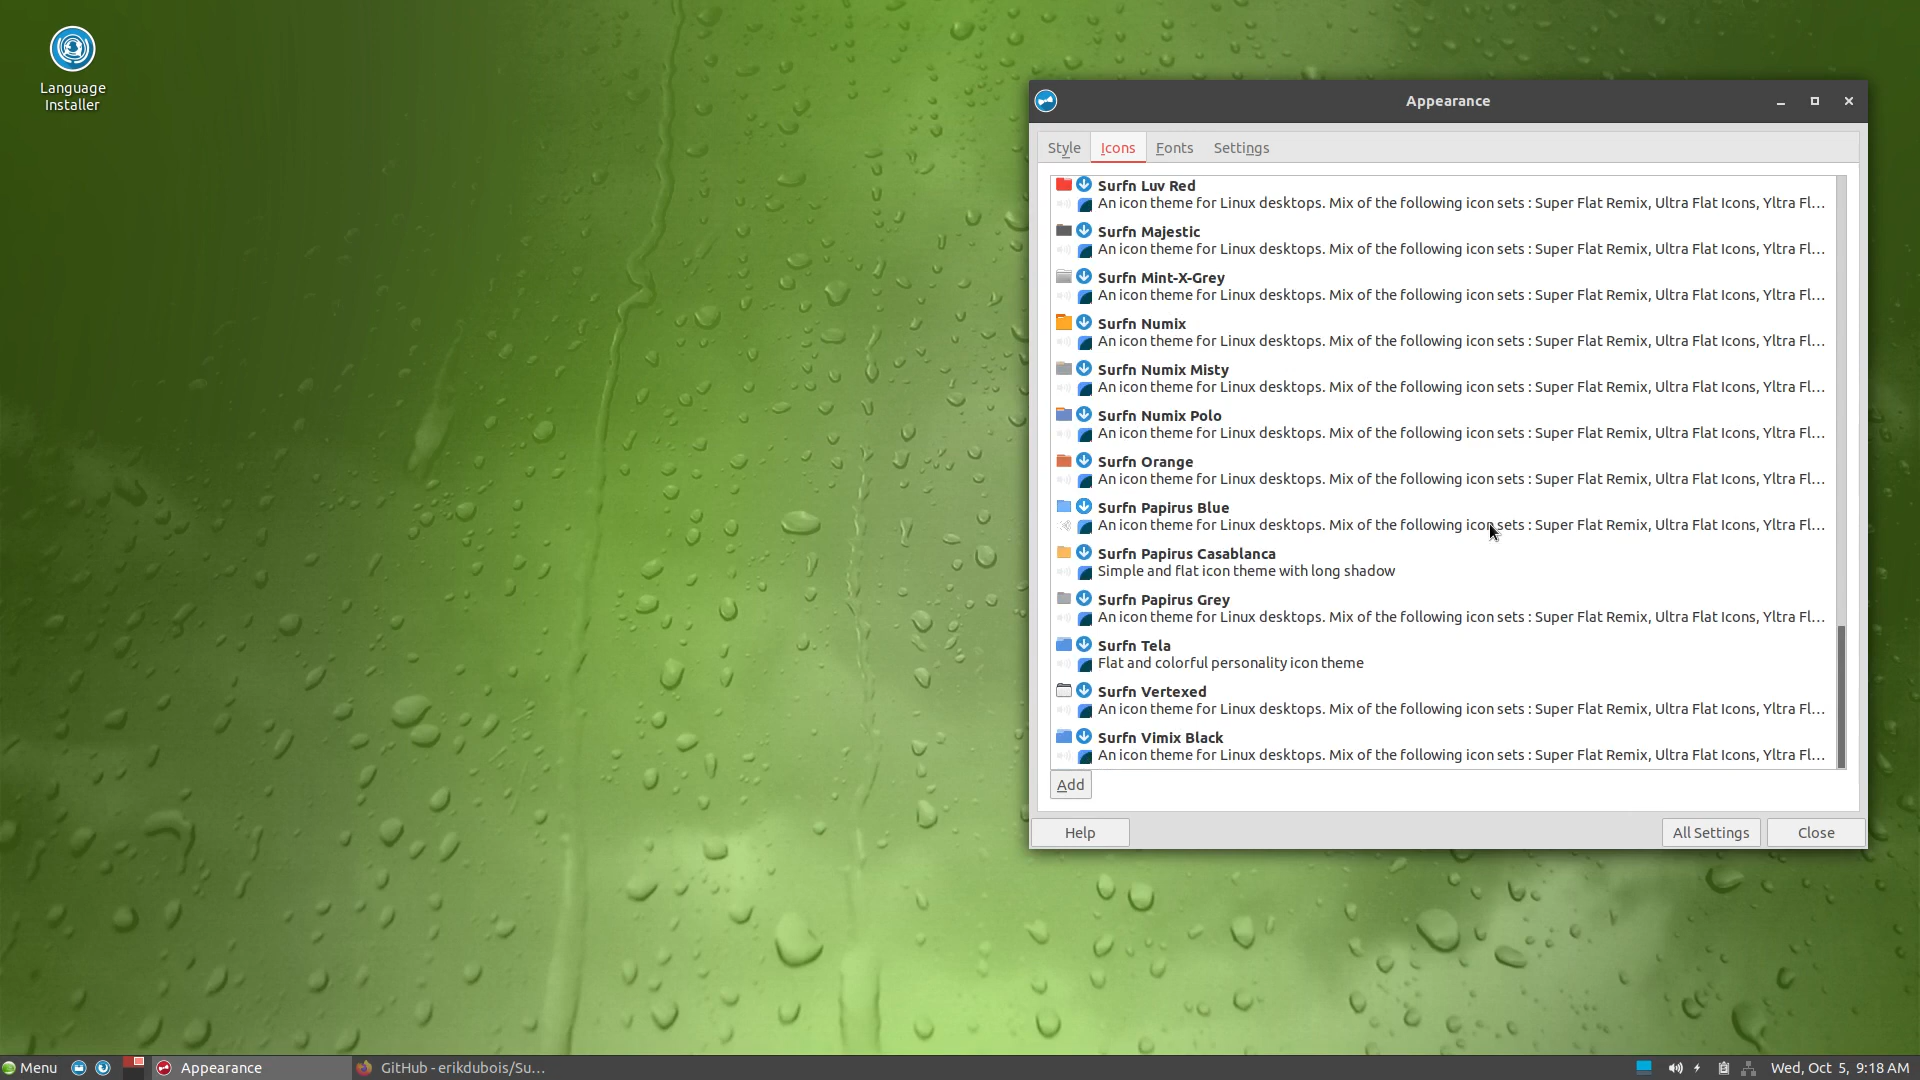 Language
Installer
Appearance
Style Icons Fonts Settings
Surfn Luv Red
An icon theme for Linux desktops. Mix of the following icon sets : Super Flat Remix, Ultra Flat Icons, Yltra Fl...
Surfn Majestic
An icon theme for Linux desktops. Mix of the following icon sets : Super Flat Remix, Ultra Flat Icons, Yltra Fl...
Surfn Mint-X-Grey
An icon theme for Linux desktops. Mix of the following icon sets : Super Flat Remix, Ultra Flat Icons, Yltra Fl...
Surfn Numix
An icon theme for Linux desktops. Mix of the following icon sets : Super Flat Remix, Ultra Flat Icons, Yltra Fl...
Surfn Numix Misty
An icon theme for Linux desktops. Mix of the following icon sets : Super Flat Remix, Ultra Flat Icons, Yltra Fl...
Surfn Numix Polo
An icon theme for Linux desktops. Mix of the following icon sets : Super Flat Remix, Ultra Flat Icons, Yltra Fl...
Surfn Orange
An icon theme for Linux desktops. Mix of the following icon sets : Super Flat Remix, Ultra Flat Icons, Yltra Fl...
Surfn Papirus Blue
An icon theme for Linux desktops. Mix of the following icon sets : Super Flat Remix, Ultra Flat Icons, Yltra Fl...
Surfn Papirus Casablanca
Simple and flat icon theme with long shadow
Surfn Papirus Grey
An icon theme for Linux desktops. Mix of the following icon sets : Super Flat Remix, Ultra Flat Icons, Yltra Fl...
Surfn Tela
Flat and colorful personality icon theme
Surfn Vertexed
An icon theme for Linux desktops. Mix of the following icon sets : Super Flat Remix, Ultra Flat Icons, Yltra Fl...
Surfn Vimix Black
An icon theme for Linux desktops. Mix of the following icon sets : Super Flat Remix, Ultra Flat Icons, Yltra Fl...
Add
Help All Settings Close
Menu Appearance GitHub - erikdubois/Su... Wed, Oct 5, 9:18 AM